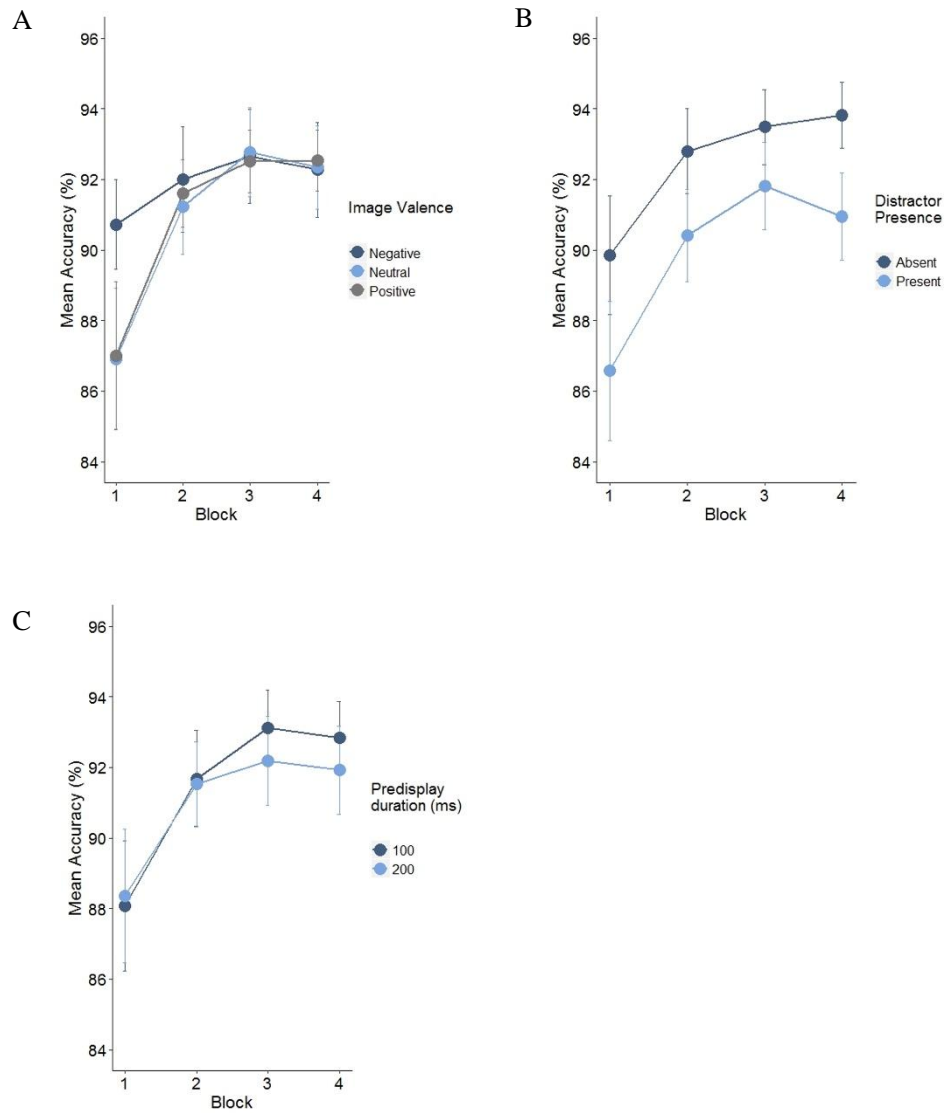 A
96
94
92
90
88
86
84
Mean Accuracy (%)
1 2 3 4
Block
Image Valence
Negative
Neutral
Positive
B
96
94
92
90
88
86
84
Mean Accuracy (%)
1 2 3 4
Block
Distractor
Presence
Absent
Present
C
96
94
92
90
88
86
84
Mean Accuracy (%)
1 2 3 4
Block
Predisplay
duration (ms)
100
200